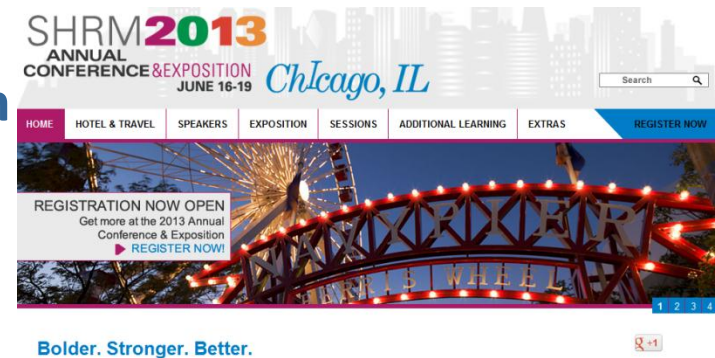 SHRM2013
ANNUAL
CONFERENCE & EXPOSITION
JUNE 16-19
ChIcago, IL
Search
HOME HOTEL & TRAVEL SPEAKERS EXPOSITION SESSIONS ADDITIONAL LEARNING EXTRAS REGISTER NOW
REGISTRATION NOW OPEN
Get more at the 2013 Annual
Conference & Exposition
REGISTER NOW!
NAVY PIER
FERRIS WHEEL
1 2 3 4
Bolder. Stronger. Better.
+1